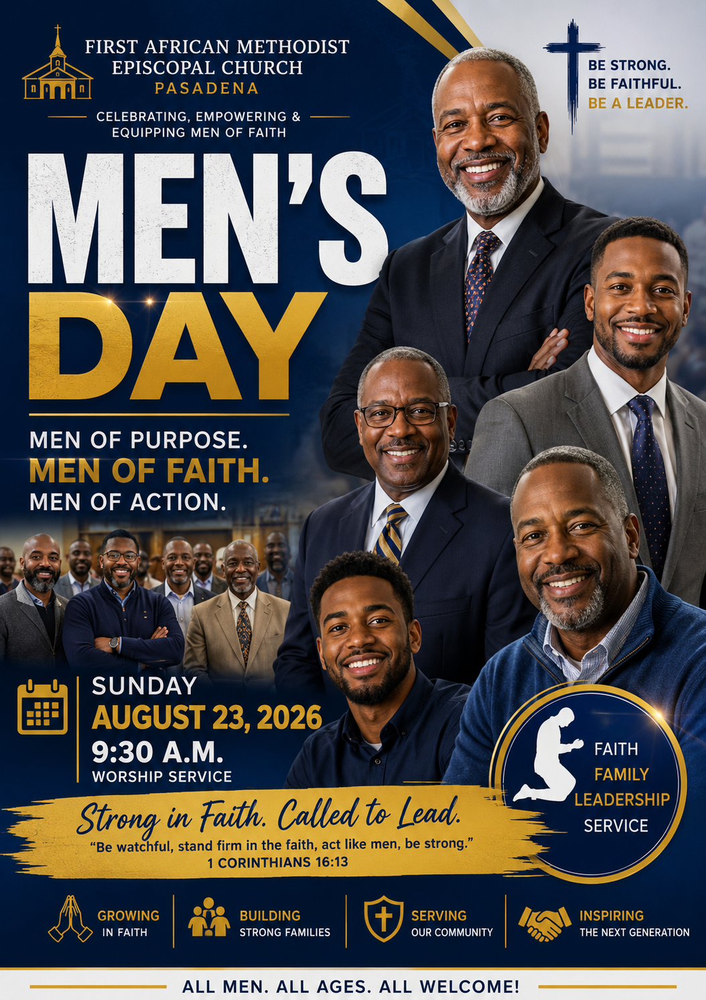 FIRST AFRICAN METHODIST
EPISCOPAL CHURCH
PASADENA
CELEBRATING, EMPOWERING &
EQUIPPING MEN OF FAITH
BE STRONG.
BE FAITHFUL.
BE A LEADER.
MEN'S
DAY
MEN OF PURPOSE.
MEN OF FAITH.
MEN OF ACTION.
SUNDAY
AUGUST 23, 2026
9:30 A.M.
WORSHIP SERVICE
Strong in Faith. Called to Lead.
"Be watchful, stand firm in the faith, act like men, be strong."
1 CORINTHIANS 16:13
FAITH
FAMILY
LEADERSHIP
SERVICE
GROWING
IN FAITH
BUILDING
STRONG FAMILIES
SERVING
OUR COMMUNITY
INSPIRING
THE NEXT GENERATION
ALL MEN. ALL AGES. ALL WELCOME!